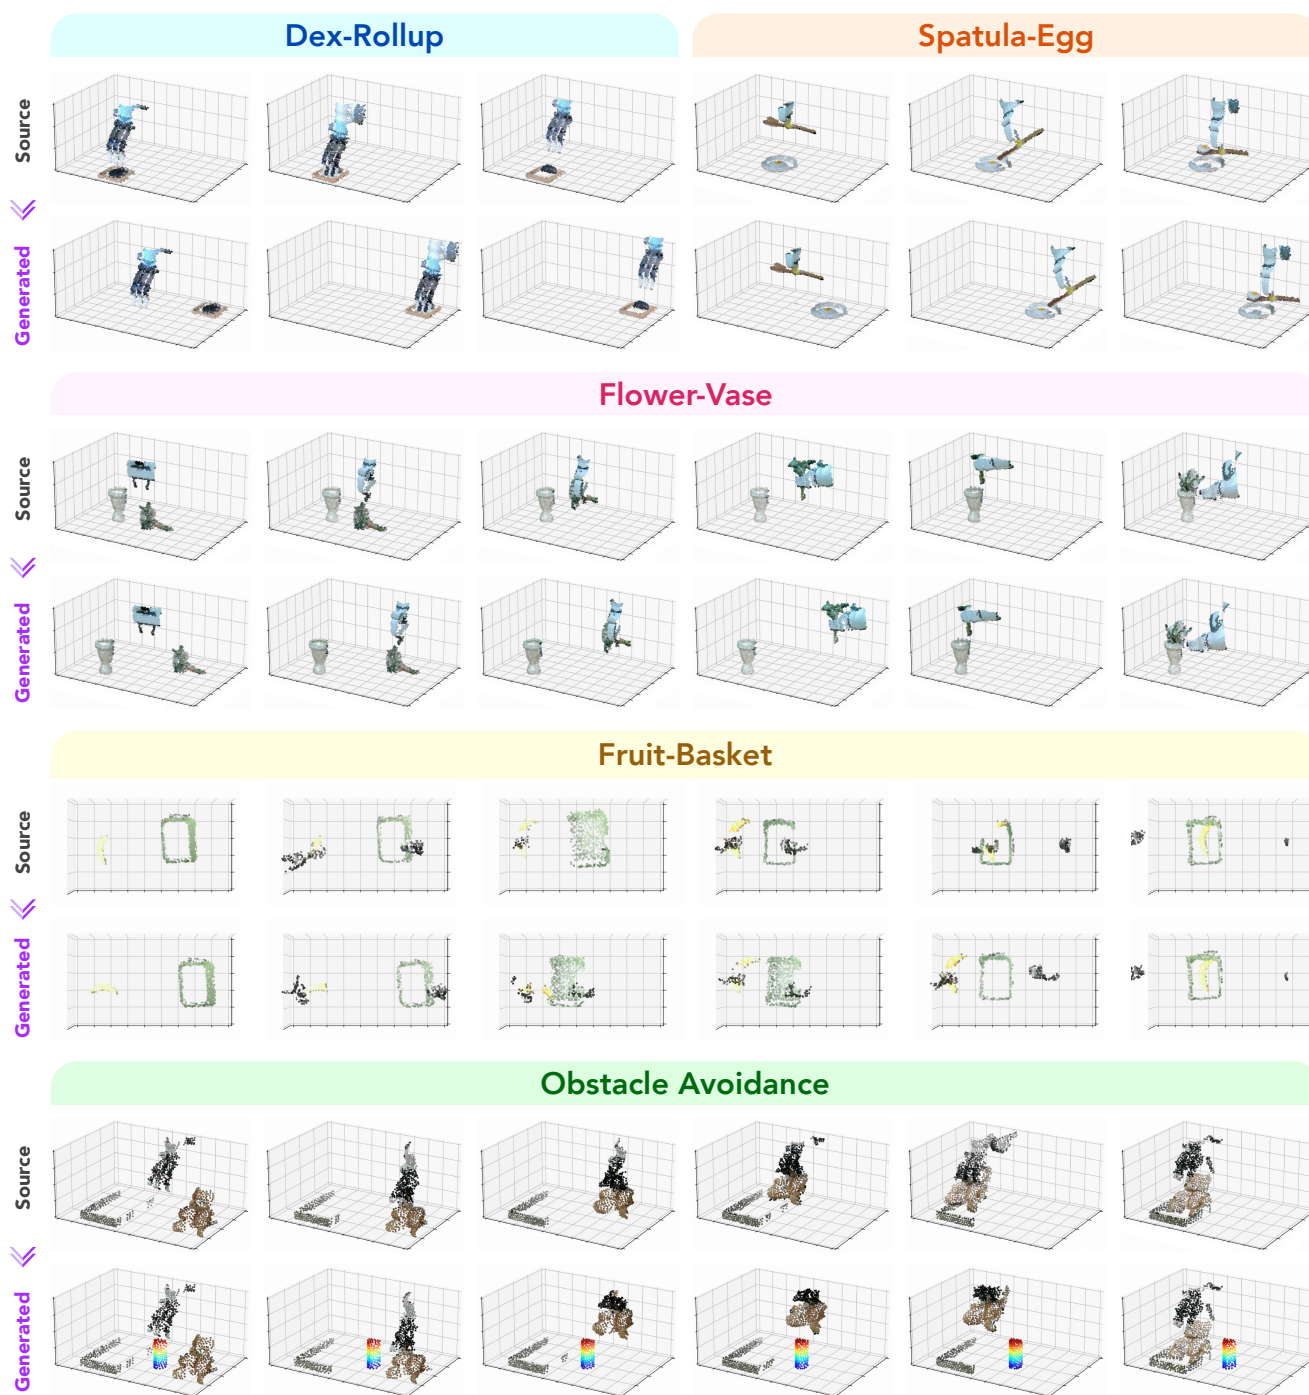 Dex-Rollup
Spatula-Egg
Source
Generated
Flower-Vase
Source
Generated
Fruit-Basket
Source
Generated
Obstacle Avoidance
Source
Generated